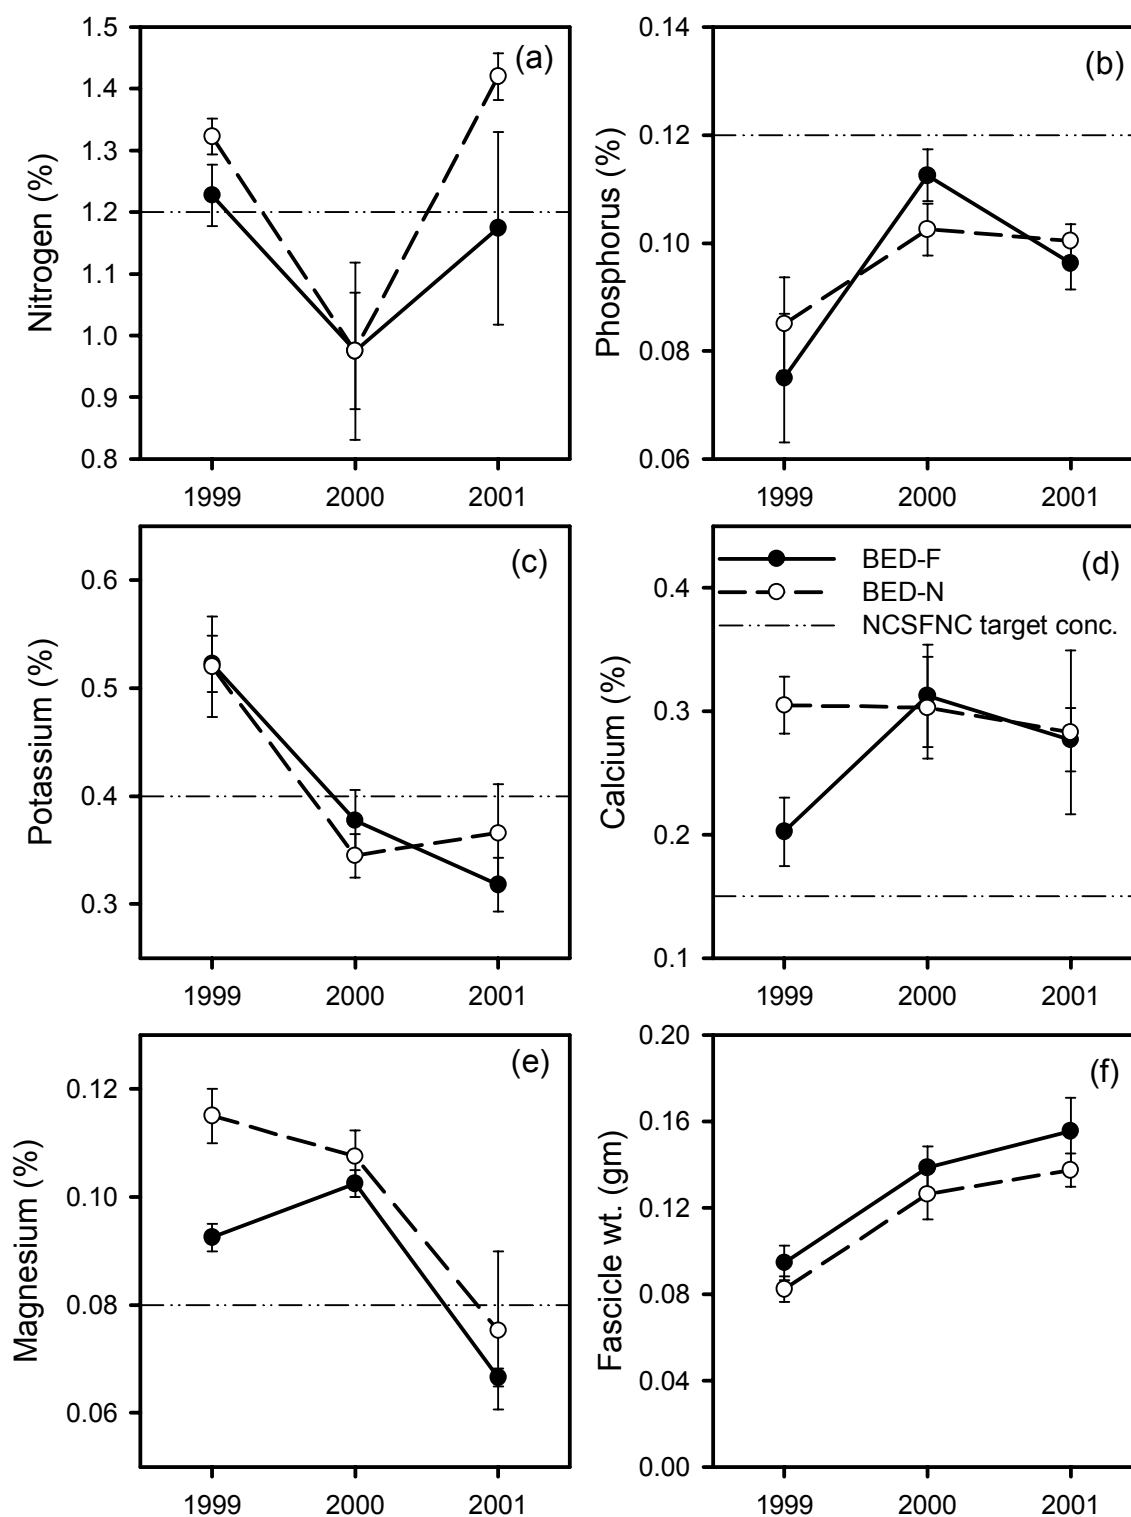 1.5
1.4
1.3
1.2
1.1
1.0
0.9
0.8
Nitrogen (%)
(a)
1999 2000 2001
0.14
0.12
0.10
0.08
0.06
Phosphorus (%)
(b)
1999 2000 2001
0.6
0.5
0.4
0.3
Potassium (%)
(c)
1999 2000 2001
0.4
0.3
0.2
0.1
Calcium (%)
BED-F
BED-N
NCSFNC target conc.
(d)
1999 2000 2001
0.12
0.10
0.08
0.06
Magnesium (%)
(e)
1999 2000 2001
0.20
0.16
0.12
0.08
0.04
0.00
Fascicle wt. (gm)
(f)
1999 2000 2001